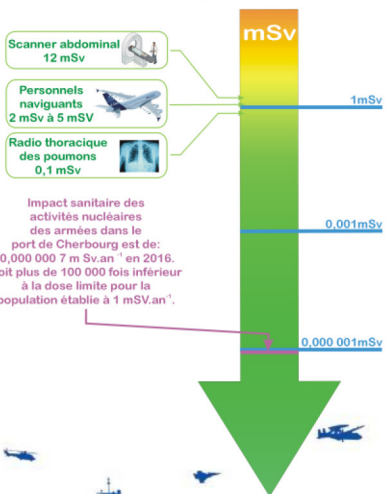 mSv
Scanner abdominal
12 mSv
Personnels
naviguants
2 mSv à 5 mSV
Radio thoracique
des poumons
0,1 mSv
1mSv
0,001mSv
0,000 001mSv
Impact sanitaire des
activités nucléaires
des armées dans le
port de Cherbourg est de:
0,000 000 7 m Sv.an⁻¹ en 2016.
oit plus de 100 000 fois inférieur
à la dose limite pour la
population établie à 1 mSV.an⁻¹.